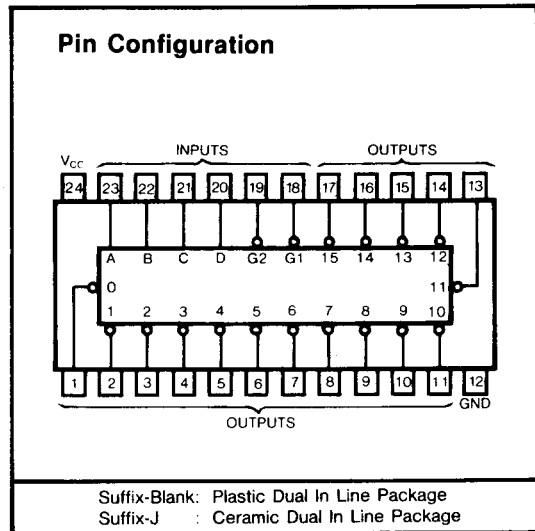 Pin Configuration
INPUTS OUTPUTS
VCC
24 23 22 21 20 19 18 17 16 15 14 13
A B C D G2 G1 15 14 13 12
0 11
1 2 3 4 5 6 7 8 9 10
1 2 3 4 5 6 7 8 9 10 11 12
OUTPUTS GND
Suffix-Blank: Plastic Dual In Line Package
Suffix-J : Ceramic Dual In Line Package